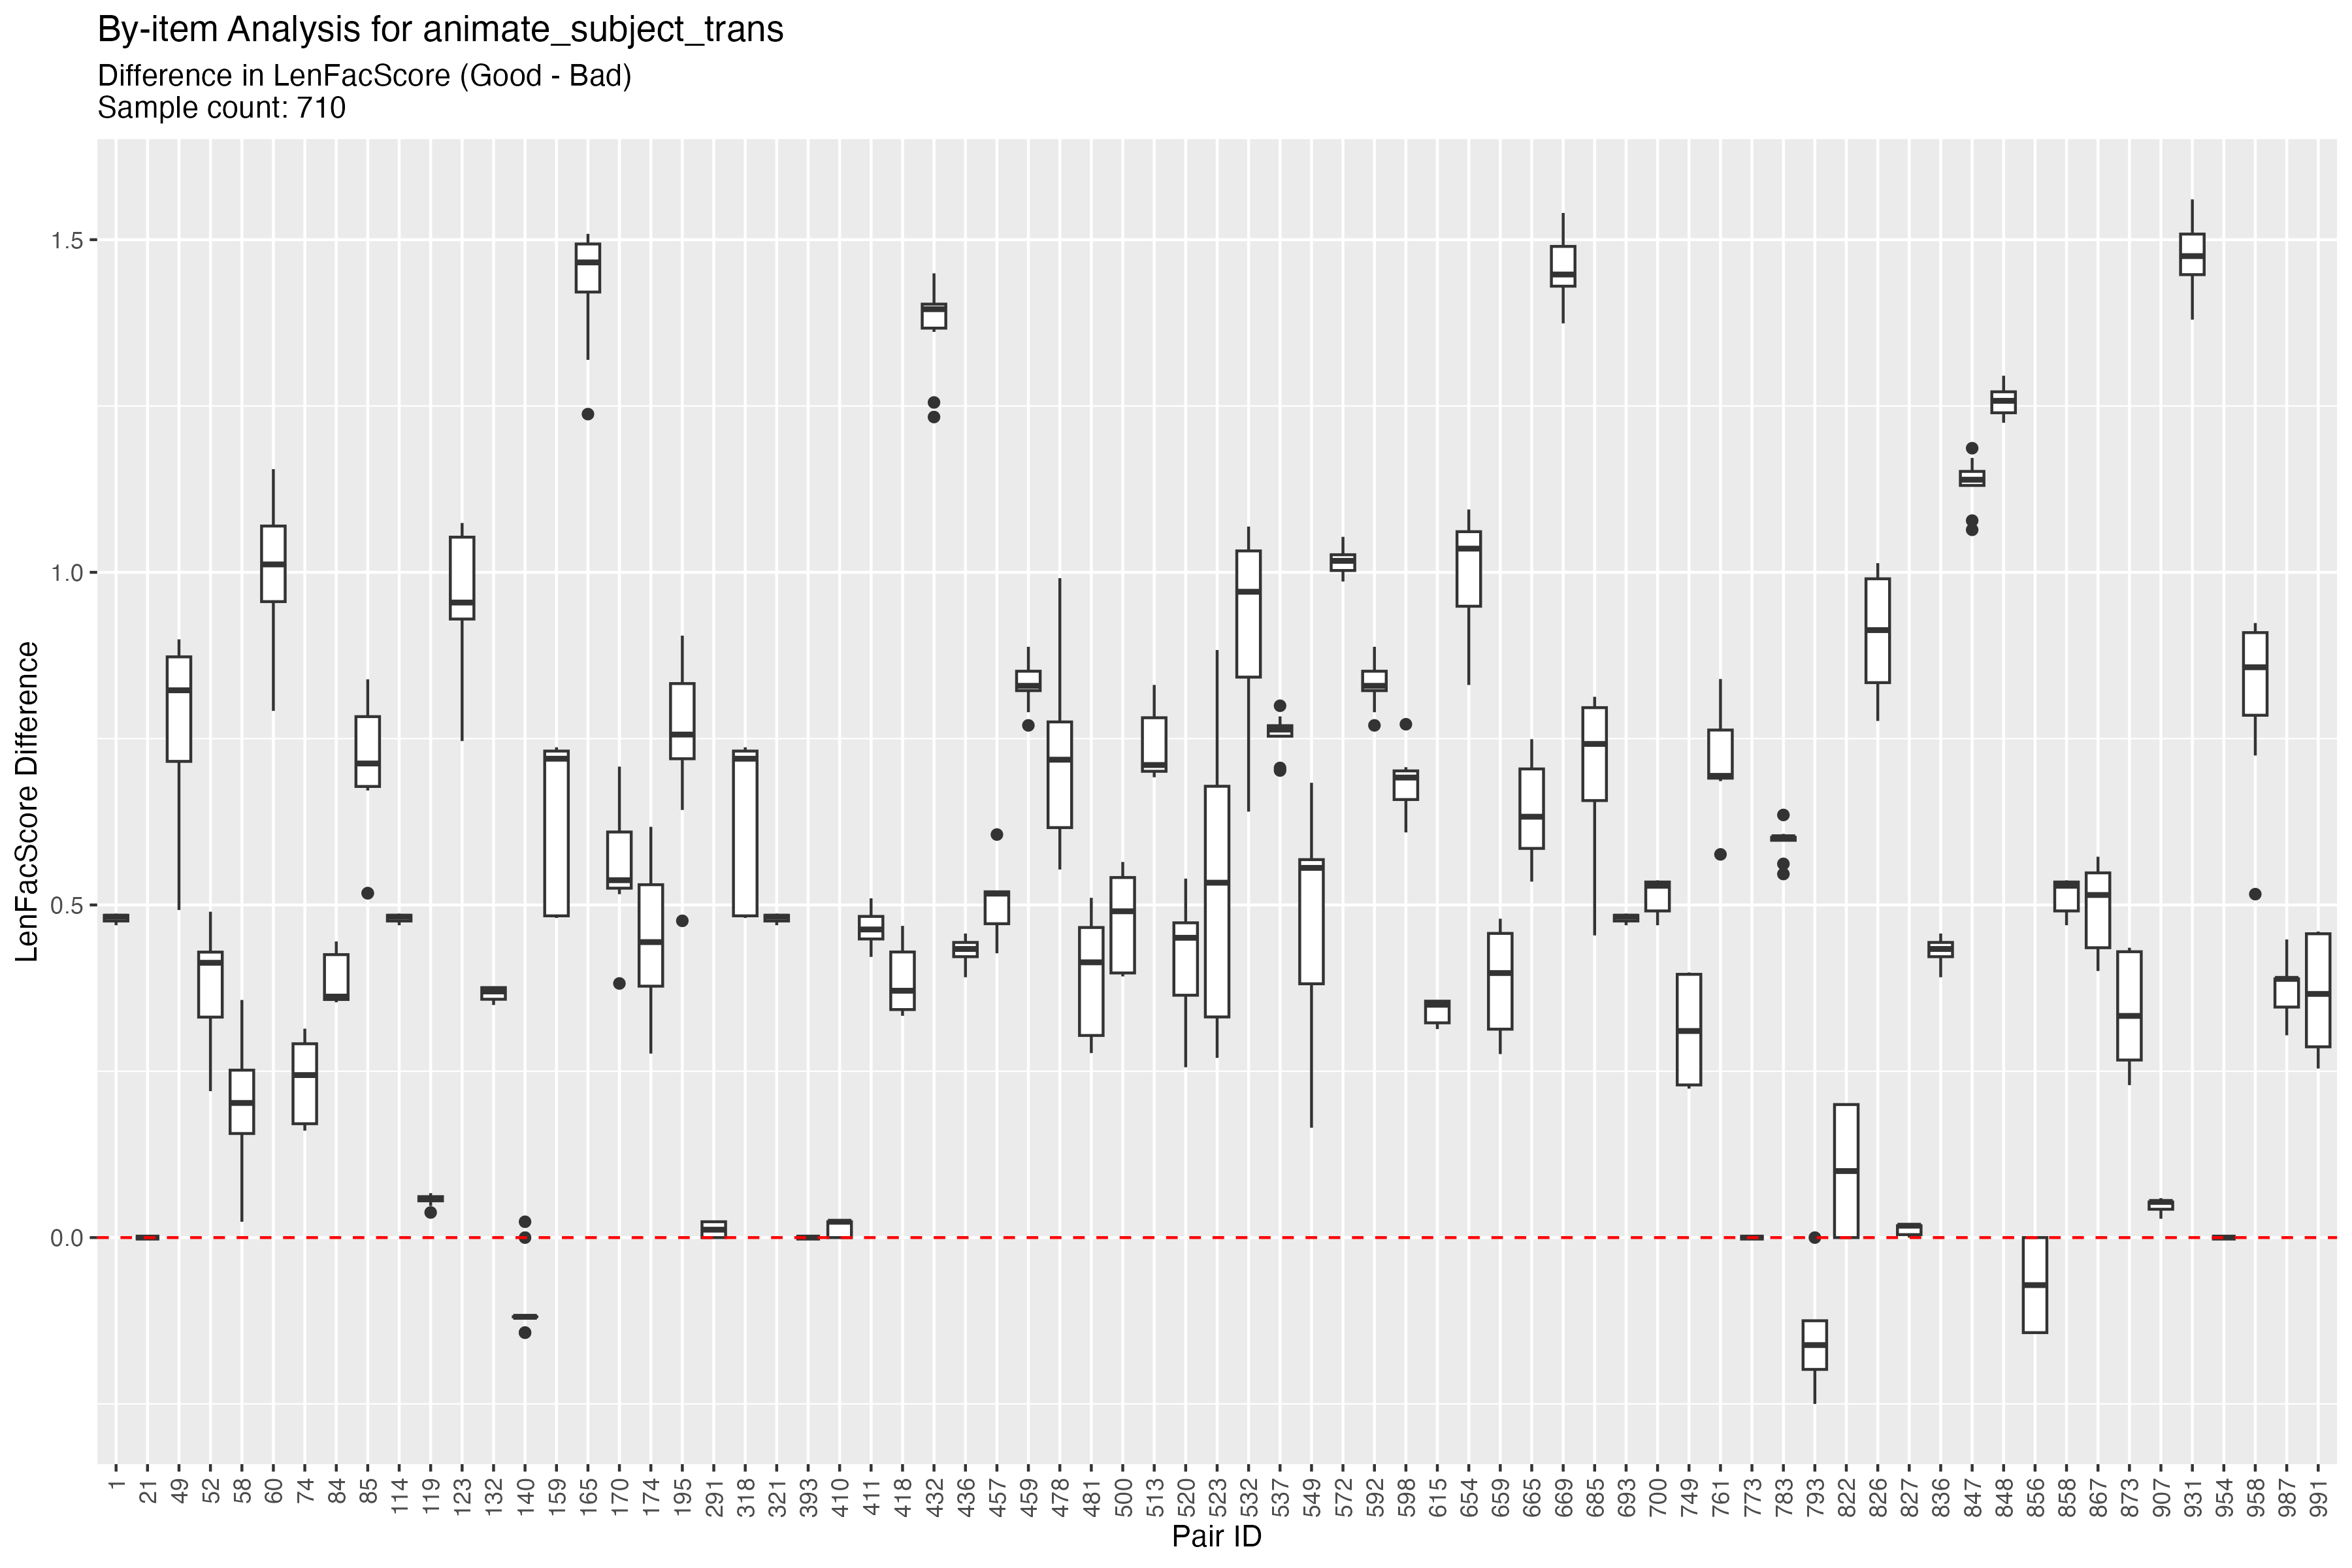 By-item Analysis for animate_subject_trans
Difference in LenFacScore (Good - Bad)
Sample count: 710
LenFacScore Difference
1.5
1.0
0.5
0.0
1 21 49 52 58 60 74 84 85 114 119 123 132 140 159 165 170 174 195 291 318 321 393 410 411 418 432 436 457 459 478 481 500 513 520 523 532 537 549 572 592 598 615 654 659 665 669 685 693 700 749 761 773 783 793 822 826 827 836 847 848 856 858 867 873 907 931 954 958 987 991
Pair ID